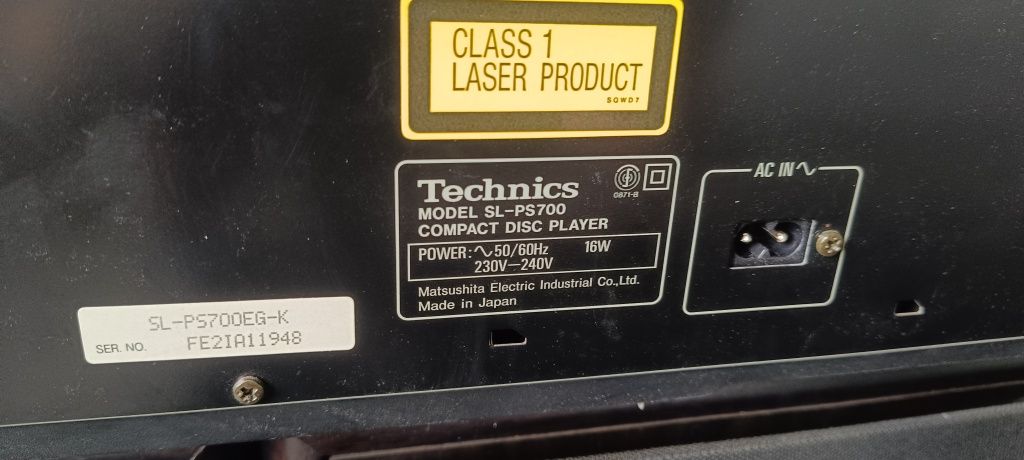 CLASS 1
LASER PRODUCT
SQWD7
Technics
MODEL SL-PS700
COMPACT DISC PLAYER
0871-B
POWER:∿50/60Hz 16W
230V—240V
Matsushita Electric Industrial Co.,Ltd.
Made in Japan
AC IN∿
SL-PS700EG-K
SER. NO. FE2IA11948